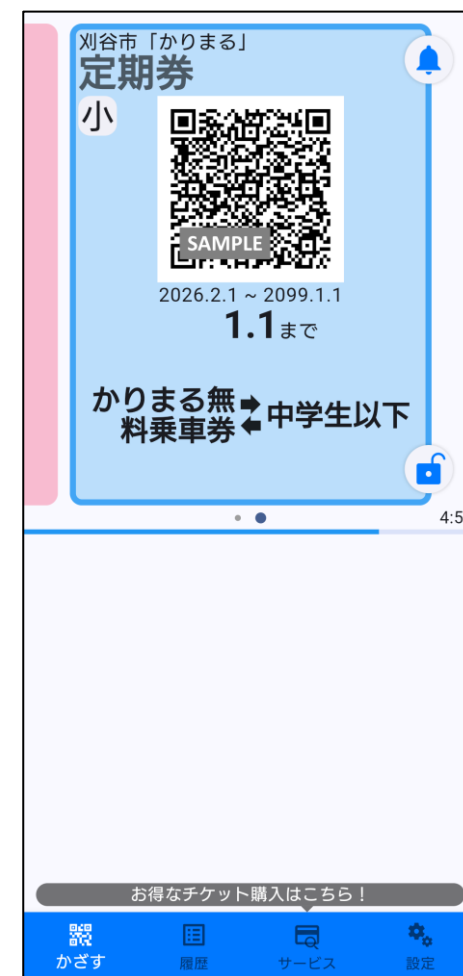 刈谷市「かりまる」
定期券
小
SAMPLE
2026.2.1 ~ 2099.1.1
1.1まで
かりまる無
料乗車券
中学生以下
4:5
お得なチケット購入はこちら！
かざす
履歴
サービス
設定